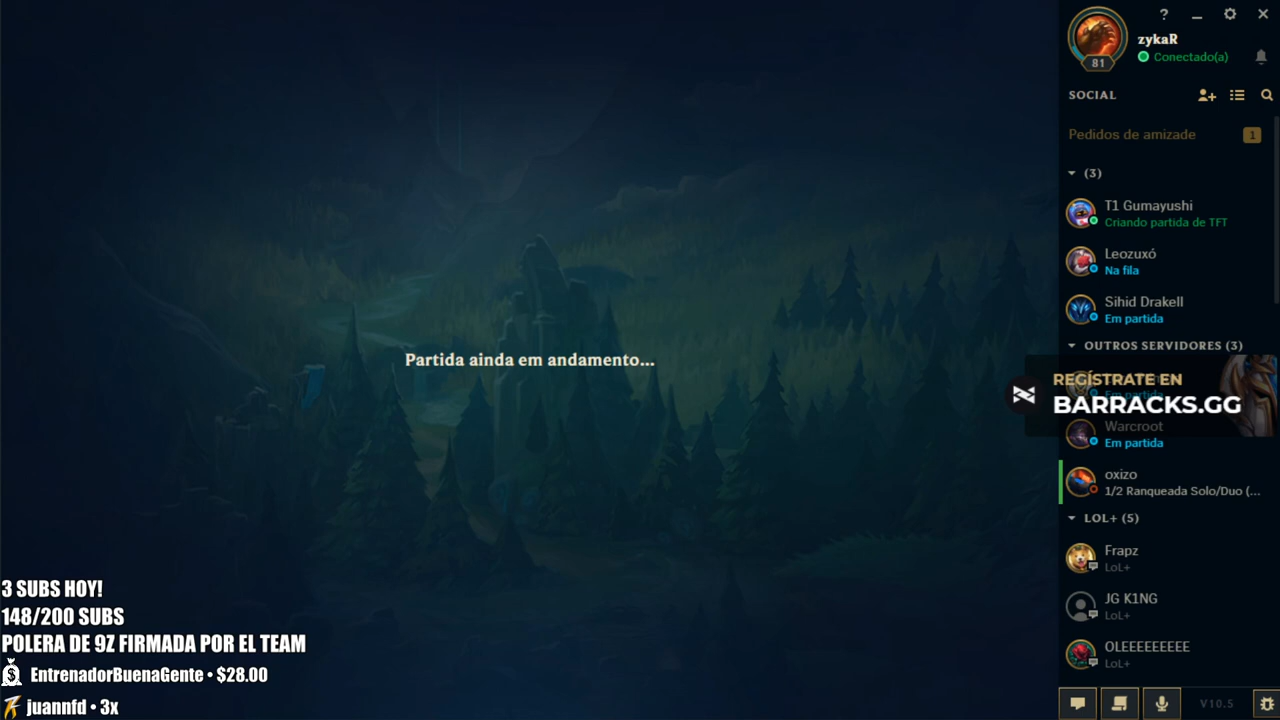 ?
zykaR
81
Conectado(a)
SOCIAL
Pedidos de amizade
1
(3)
T1 Gumayushi
Criando partida de TFT
Leozuxó
Na fila
Sihid Drakell
Em partida
OUTROS SERVIDORES (3)
Partida ainda em andamento...
REGÍSTRATE EN
Em partida
BARRACKS.GG
Warcroot
Em partida
oxizo
1/2 Ranqueada Solo/Duo (...
LOL+ (5)
Frapz
LoL+
JG K1NG
LoL+
OLEEEEEEEEE
LoL+
V10.5
3 SUBS HOY!
148/200 SUBS
POLERA DE 9Z FIRMADA POR EL TEAM
EntrenadorBuenaGente • $28.00
juannfd • 3x